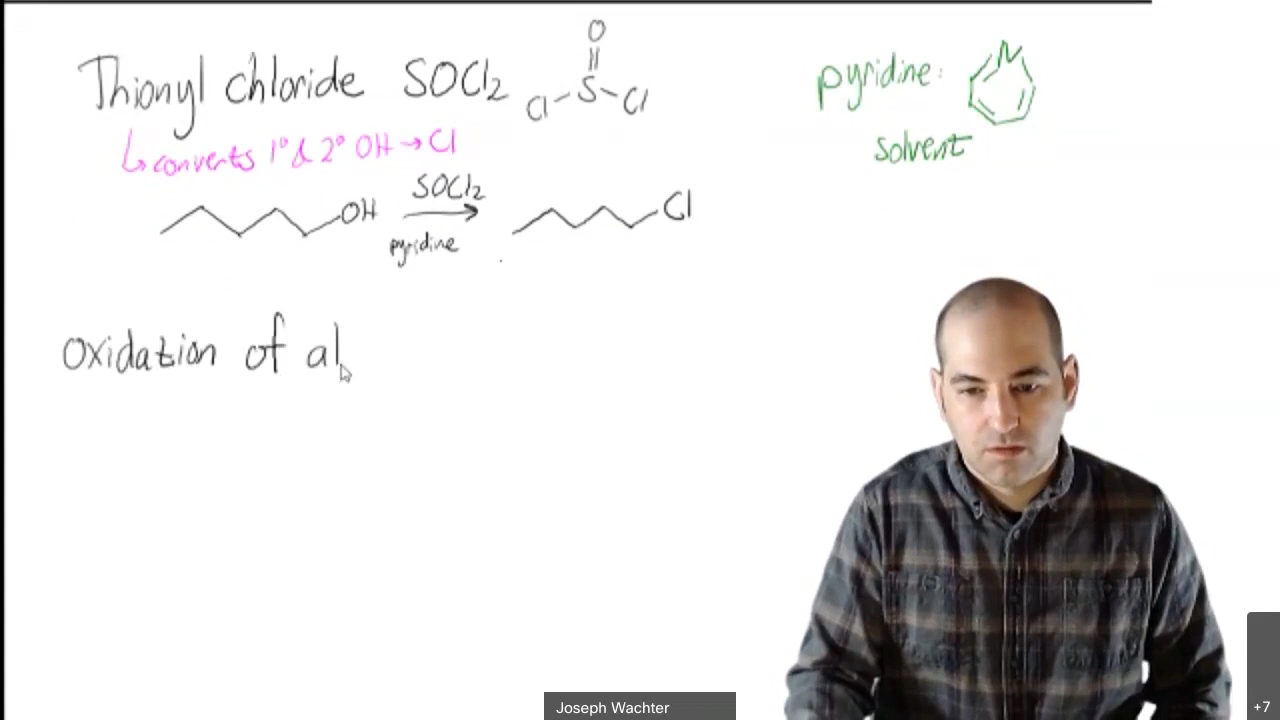 Thionyl chloride SOCl2
O
||
Cl-S-Cl
pyridine:
N
solvent
↳converts 1° & 2° OH→Cl
OH
SOCl2
pyridine
Cl
oxidation of al
Joseph Wachter
+7